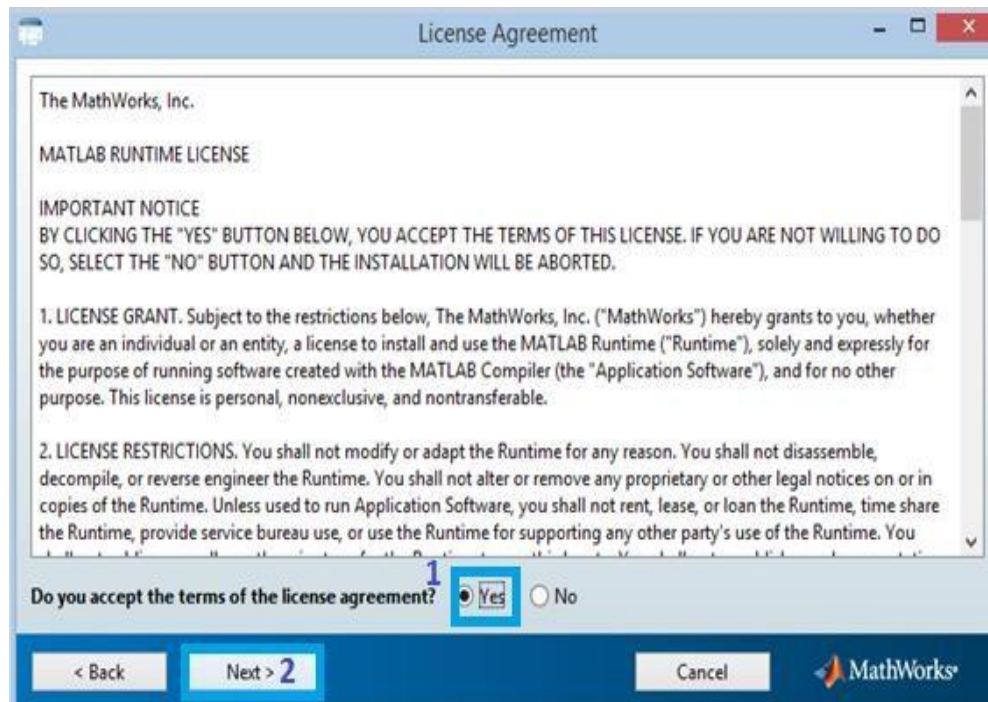 License Agreement
The MathWorks, Inc.
MATLAB RUNTIME LICENSE
IMPORTANT NOTICE
BY CLICKING THE "YES" BUTTON BELOW, YOU ACCEPT THE TERMS OF THIS LICENSE. IF YOU ARE NOT WILLING TO DO
SO, SELECT THE "NO" BUTTON AND THE INSTALLATION WILL BE ABORTED.
1. LICENSE GRANT. Subject to the restrictions below, The MathWorks, Inc. ("MathWorks") hereby grants to you, whether
you are an individual or an entity, a license to install and use the MATLAB Runtime ("Runtime"), solely and expressly for
the purpose of running software created with the MATLAB Compiler (the "Application Software"), and for no other
purpose. This license is personal, nonexclusive, and nontransferable.
2. LICENSE RESTRICTIONS. You shall not modify or adapt the Runtime for any reason. You shall not disassemble,
decompile, or reverse engineer the Runtime. You shall not alter or remove any proprietary or other legal notices on or in
copies of the Runtime. Unless used to run Application Software, you shall not rent, lease, or loan the Runtime, time share
the Runtime, provide service bureau use, or use the Runtime for supporting any other party's use of the Runtime. You
Do you accept the terms of the license agreement? 1 Yes No
< Back Next > 2 Cancel MathWorks